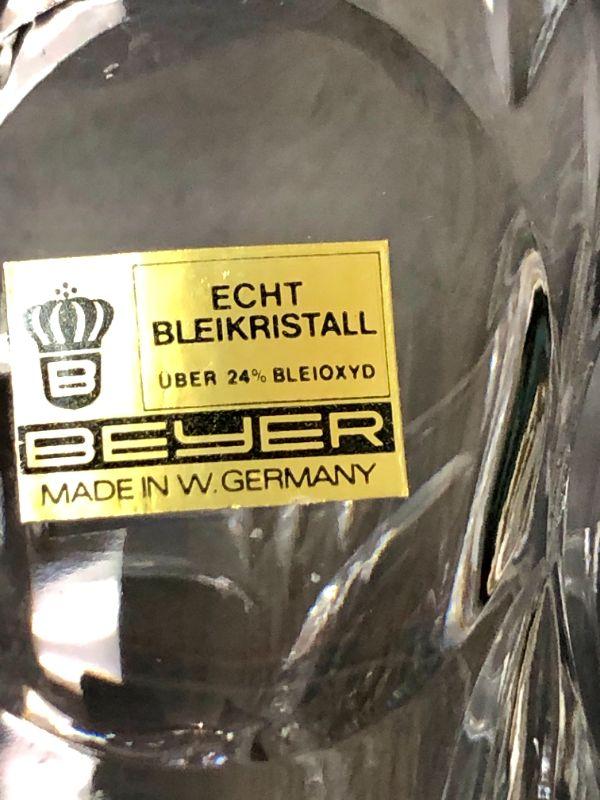 ECHT
BLEIKRISTALL
ÜBER 24% BLEIOXYD
B
BEYER
MADE IN W. GERMANY